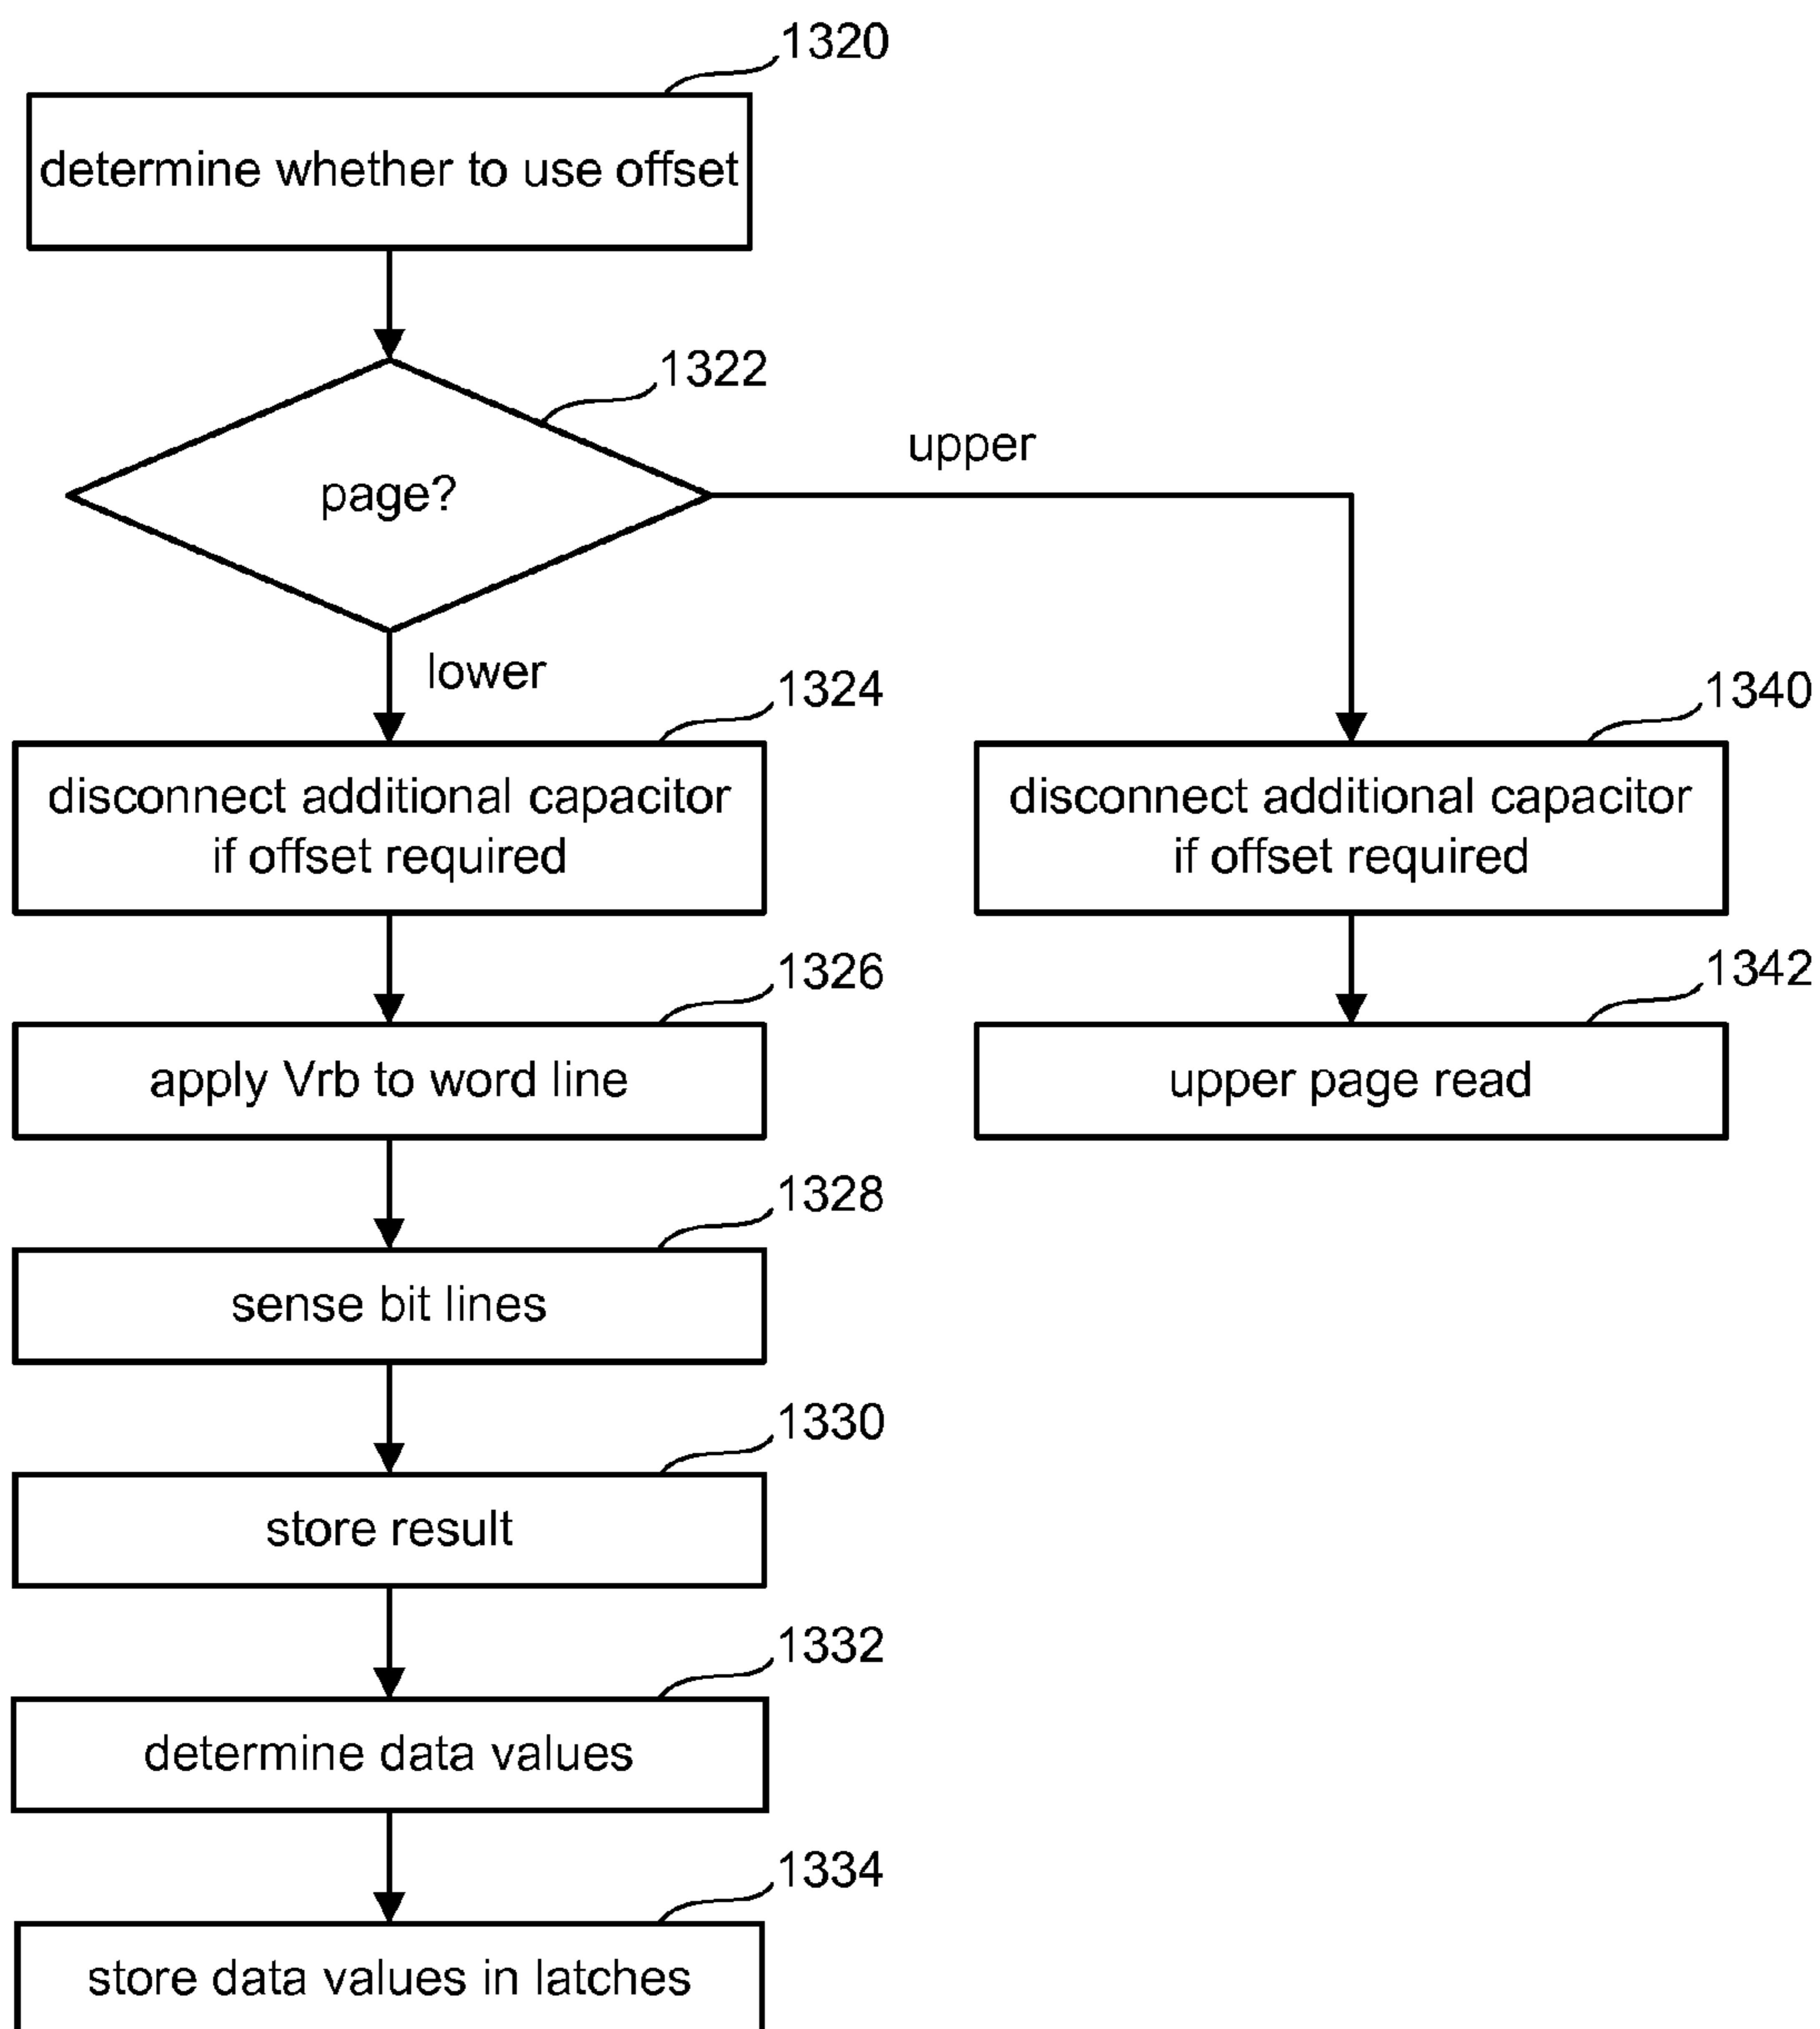 1320
determine whether to use offset
1322
page?
upper
lower
1324
disconnect additional capacitor
if offset required
1340
disconnect additional capacitor
if offset required
1326
apply Vrb to word line
1342
upper page read
1328
sense bit lines
1330
store result
1332
determine data values
1334
store data values in latches